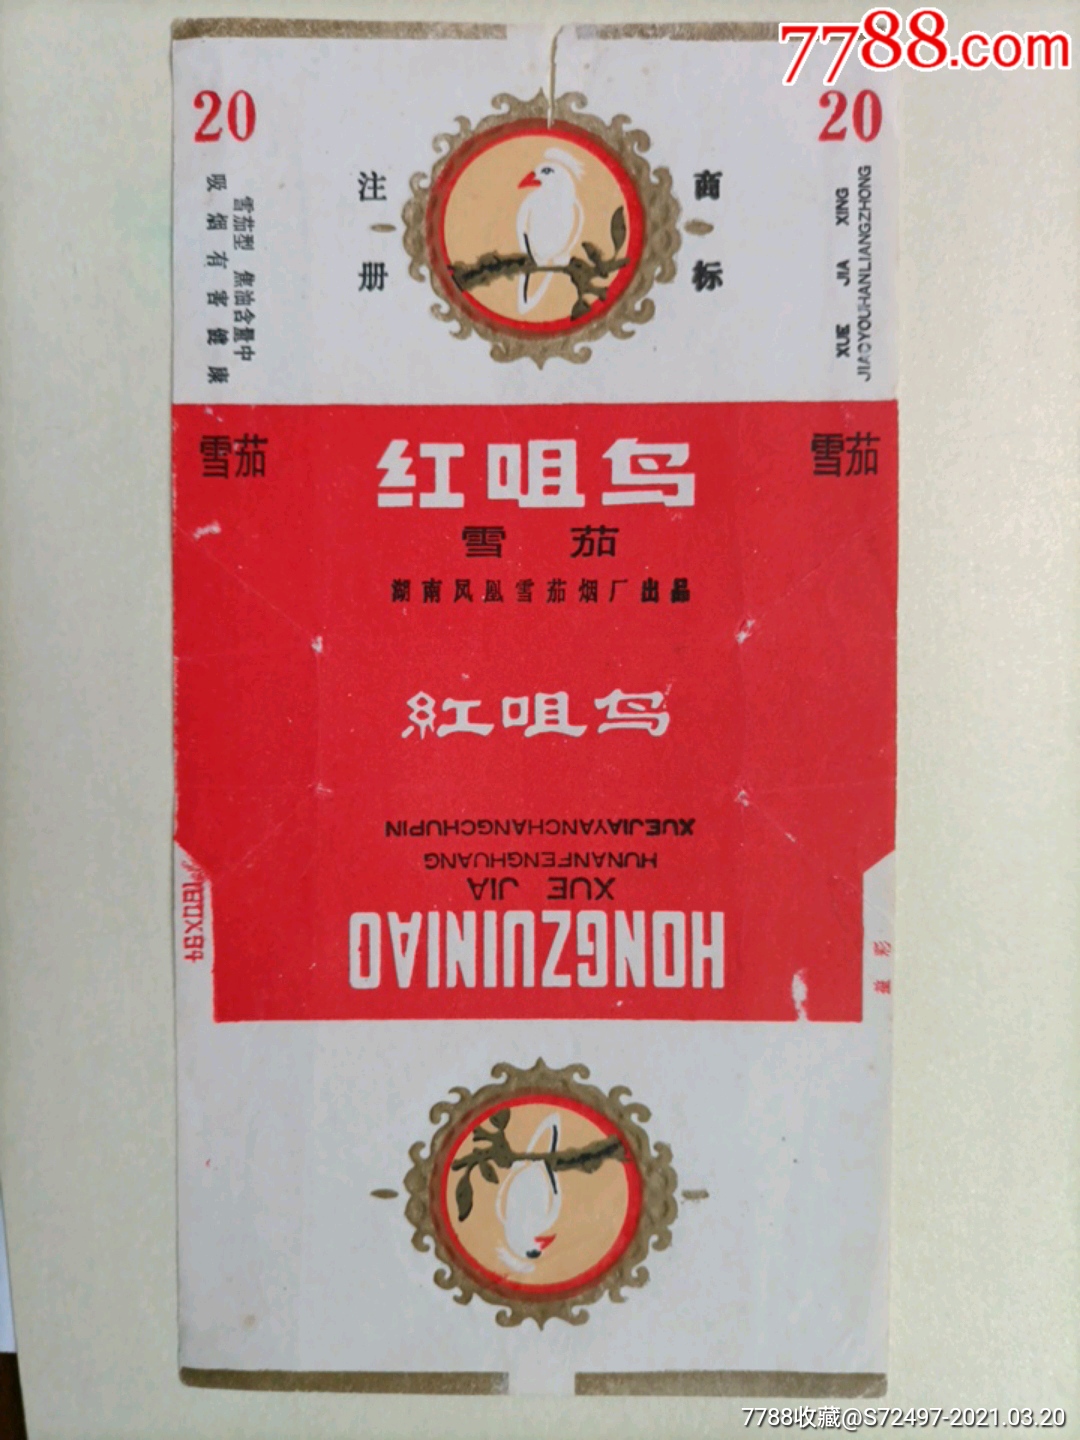 7788.com
20
20
注册
商标
雪茄型 焦油含量中
吸烟有害健康
XUE JIA XING
JIAOYOUHANLIANGZHONG
雪茄
雪茄
红咀鸟
雪茄
湖南凤凰雪茄烟厂出品
紅咀鸟
XUEJIAYANCHANGCHUPIN
HUNANFENGHUANG
XUE JIA
HONGZUINIAO
7788收藏@S72497-2021.03.20